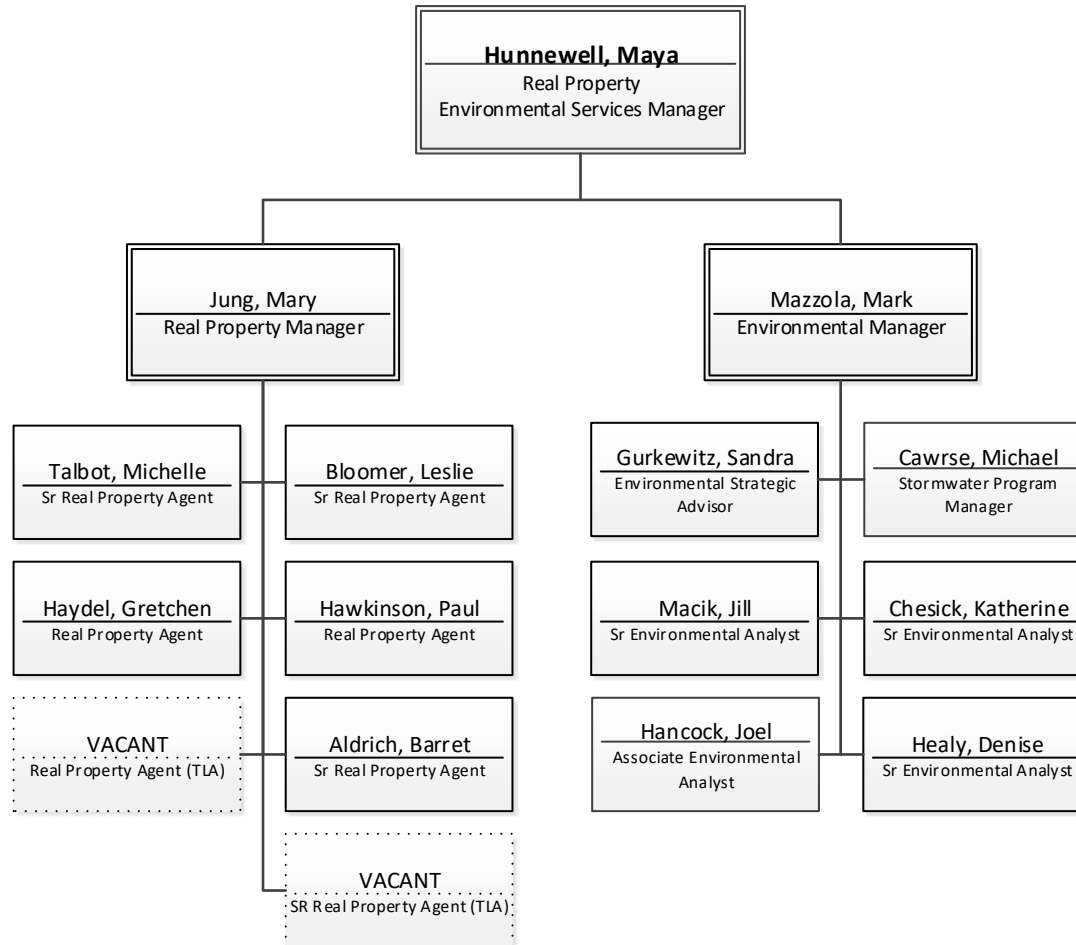 Hunnewell, Maya
Real Property
Environmental Services Manager
Jung, Mary
Real Property Manager
Mazzola, Mark
Environmental Manager
Talbot, Michelle
Sr Real Property Agent
Bloomer, Leslie
Sr Real Property Agent
Gurkewitz, Sandra
Environmental Strategic
Advisor
Cawrse, Michael
Stormwater Program
Manager
Haydel, Gretchen
Real Property Agent
Hawkinson, Paul
Real Property Agent
Macik, Jill
Sr Environmental Analyst
Chesick, Katherine
Sr Environmental Analyst
VACANT
Real Property Agent (TLA)
Aldrich, Barret
Sr Real Property Agent
Hancock, Joel
Associate Environmental
Analyst
Healy, Denise
Sr Environmental Analyst
VACANT
SR Real Property Agent (TLA)